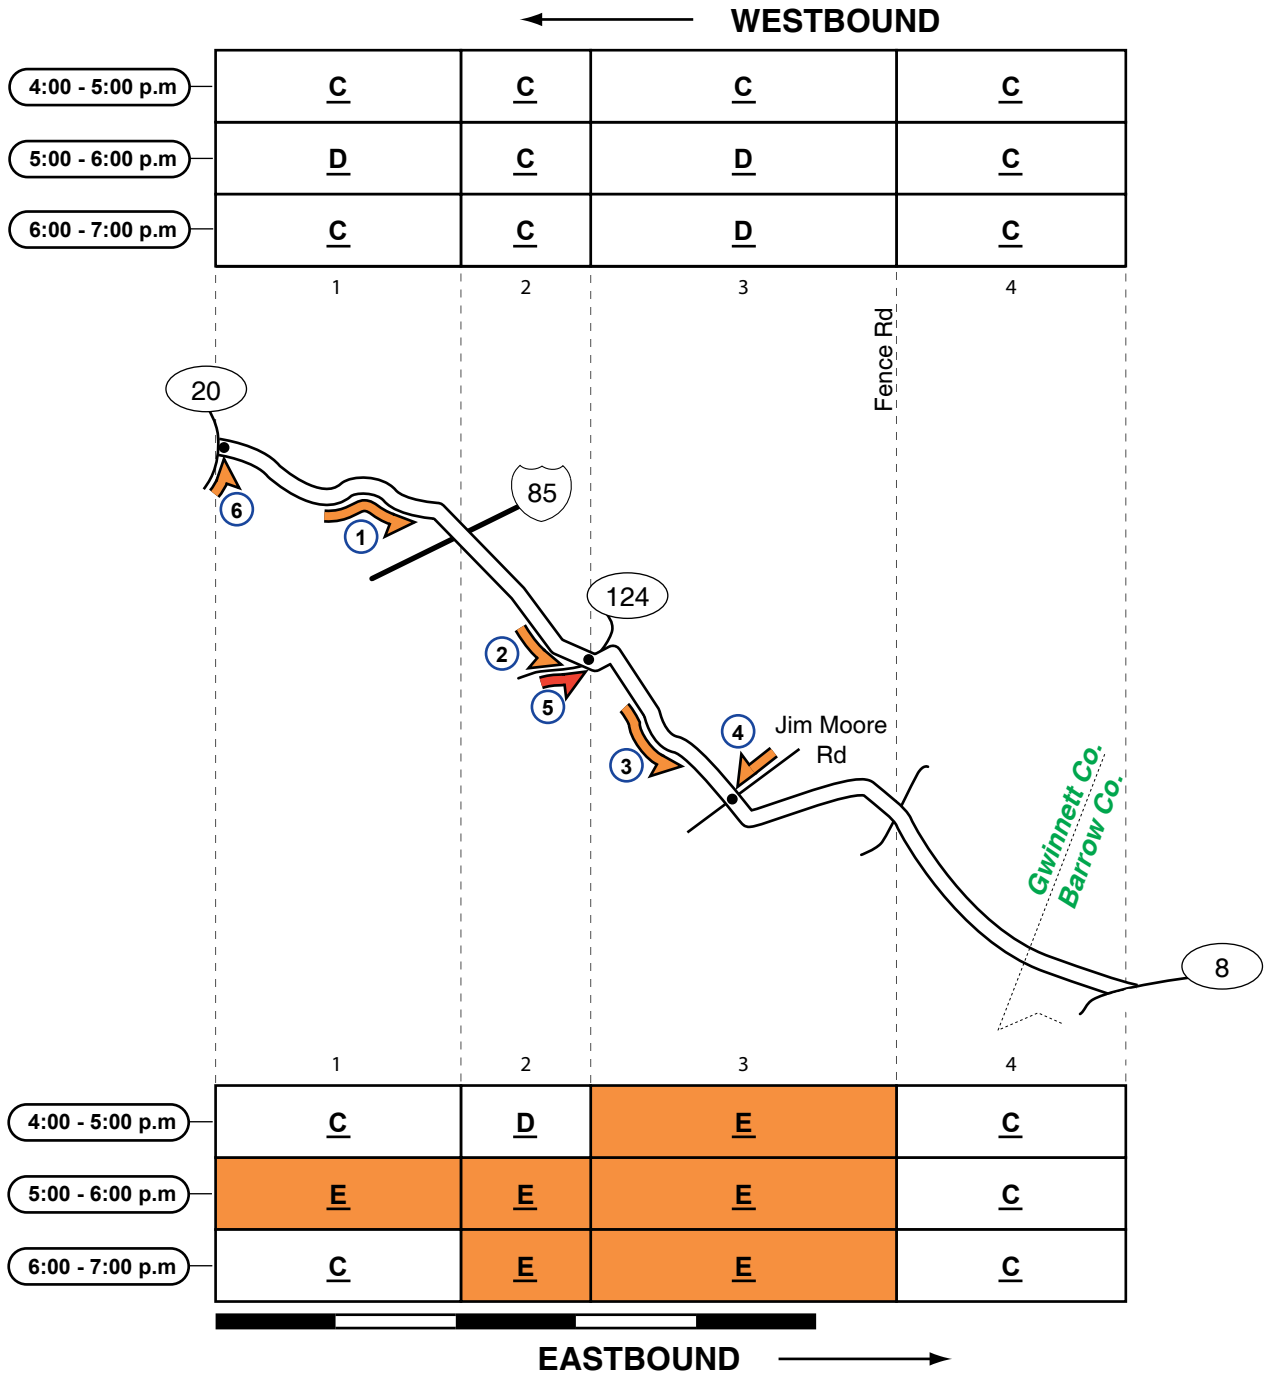 WESTBOUND
4:00 - 5:00 p.m C C C C
5:00 - 6:00 p.m D C D C
6:00 - 7:00 p.m C C D C
1 2 3 4
Fence Rd
20
85
6
1
124
2
5
4 Jim Moore
Rd
3
Gwinnett Co.
Barrow Co.
8
1 2 3 4
4:00 - 5:00 p.m C D E C
5:00 - 6:00 p.m E E E C
6:00 - 7:00 p.m C E E C
EASTBOUND